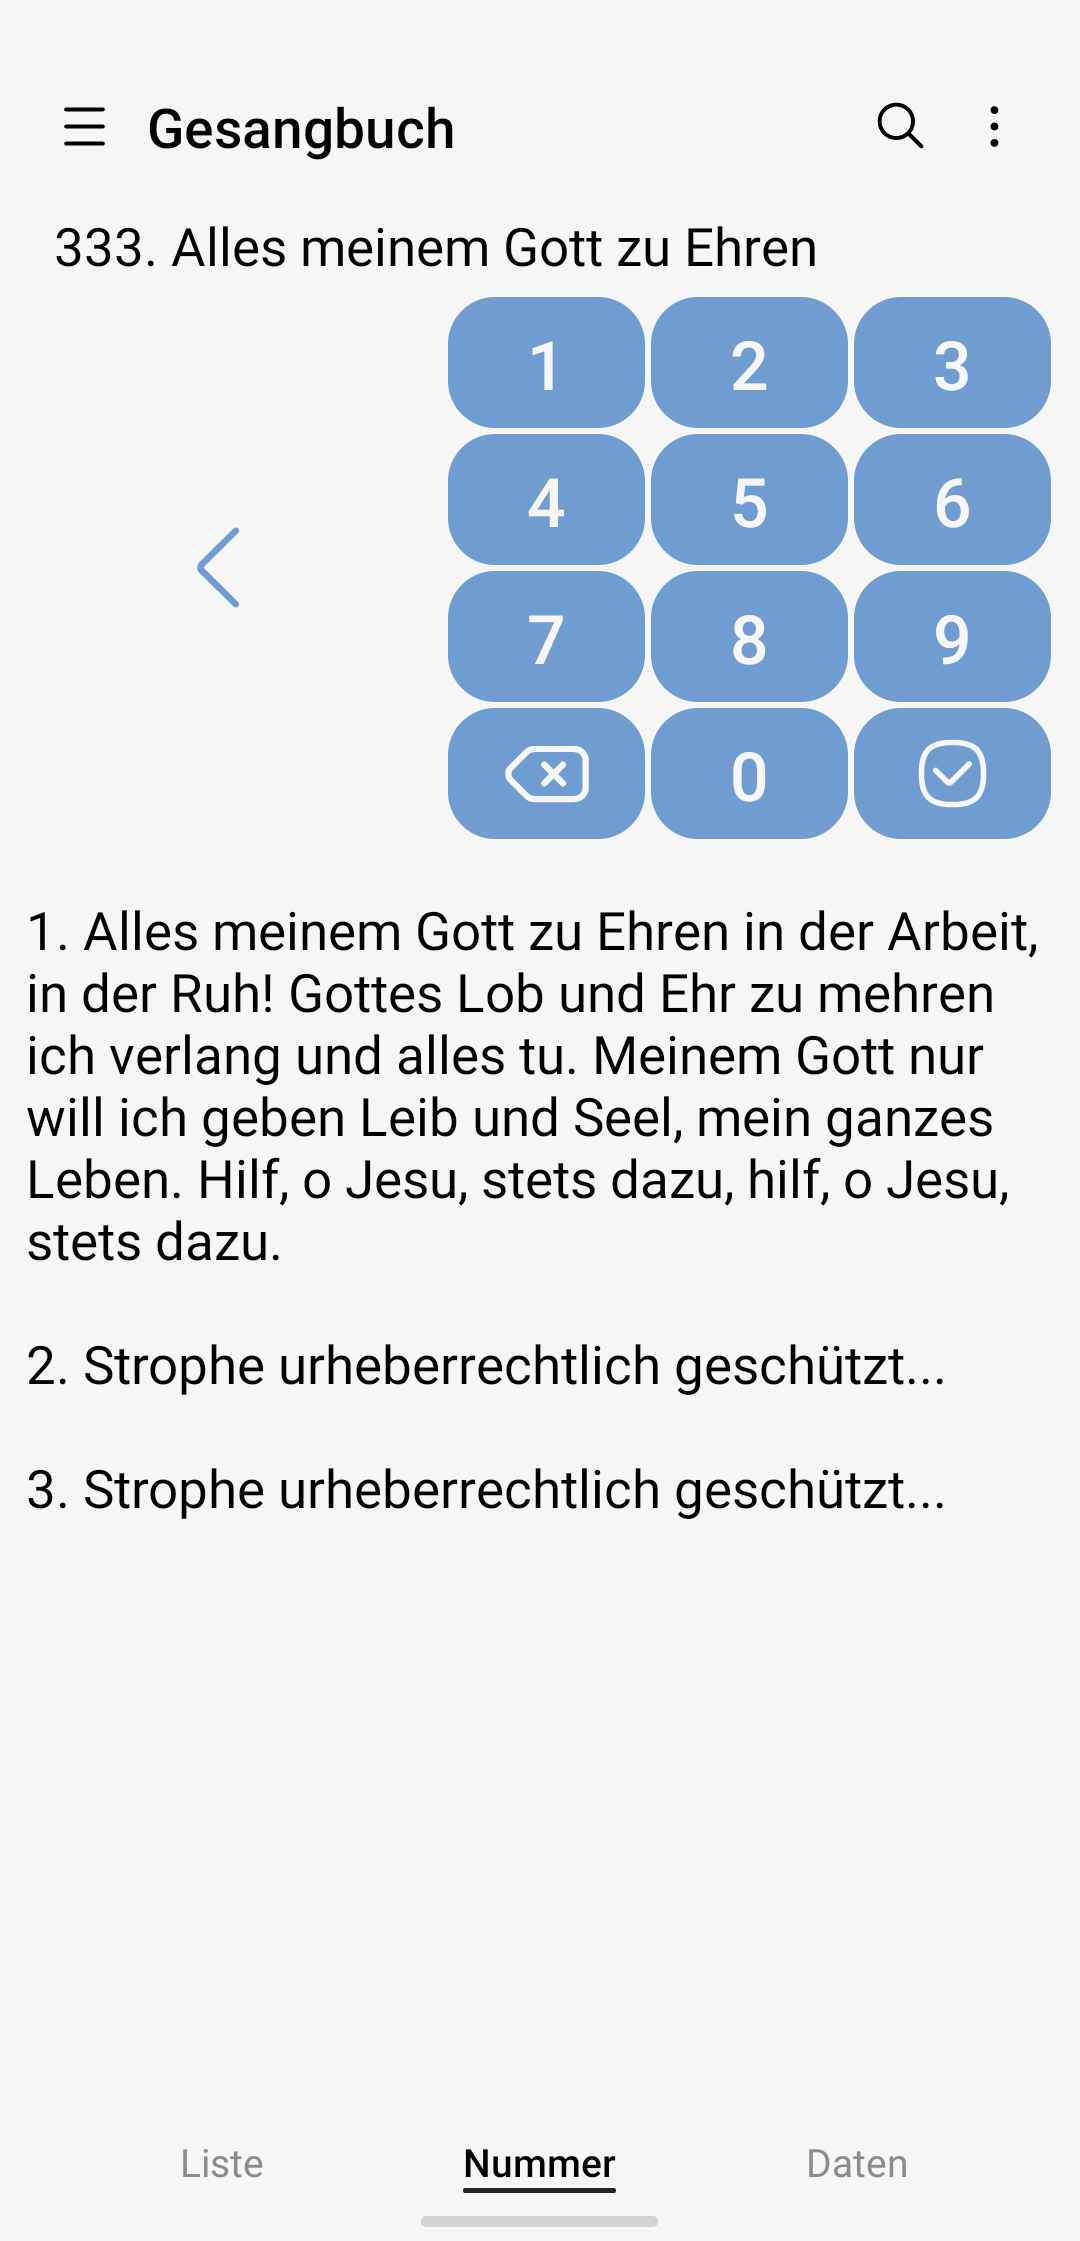 Gesangbuch
333. Alles meinem Gott zu Ehren
1 2 3
4 5 6
7 8 9
0
1. Alles meinem Gott zu Ehren in der Arbeit,
in der Ruh! Gottes Lob und Ehr zu mehren
ich verlang und alles tu. Meinem Gott nur
will ich geben Leib und Seel, mein ganzes
Leben. Hilf, o Jesu, stets dazu, hilf, o Jesu,
stets dazu.
2. Strophe urheberrechtlich geschützt...
3. Strophe urheberrechtlich geschützt...
Liste Nummer Daten